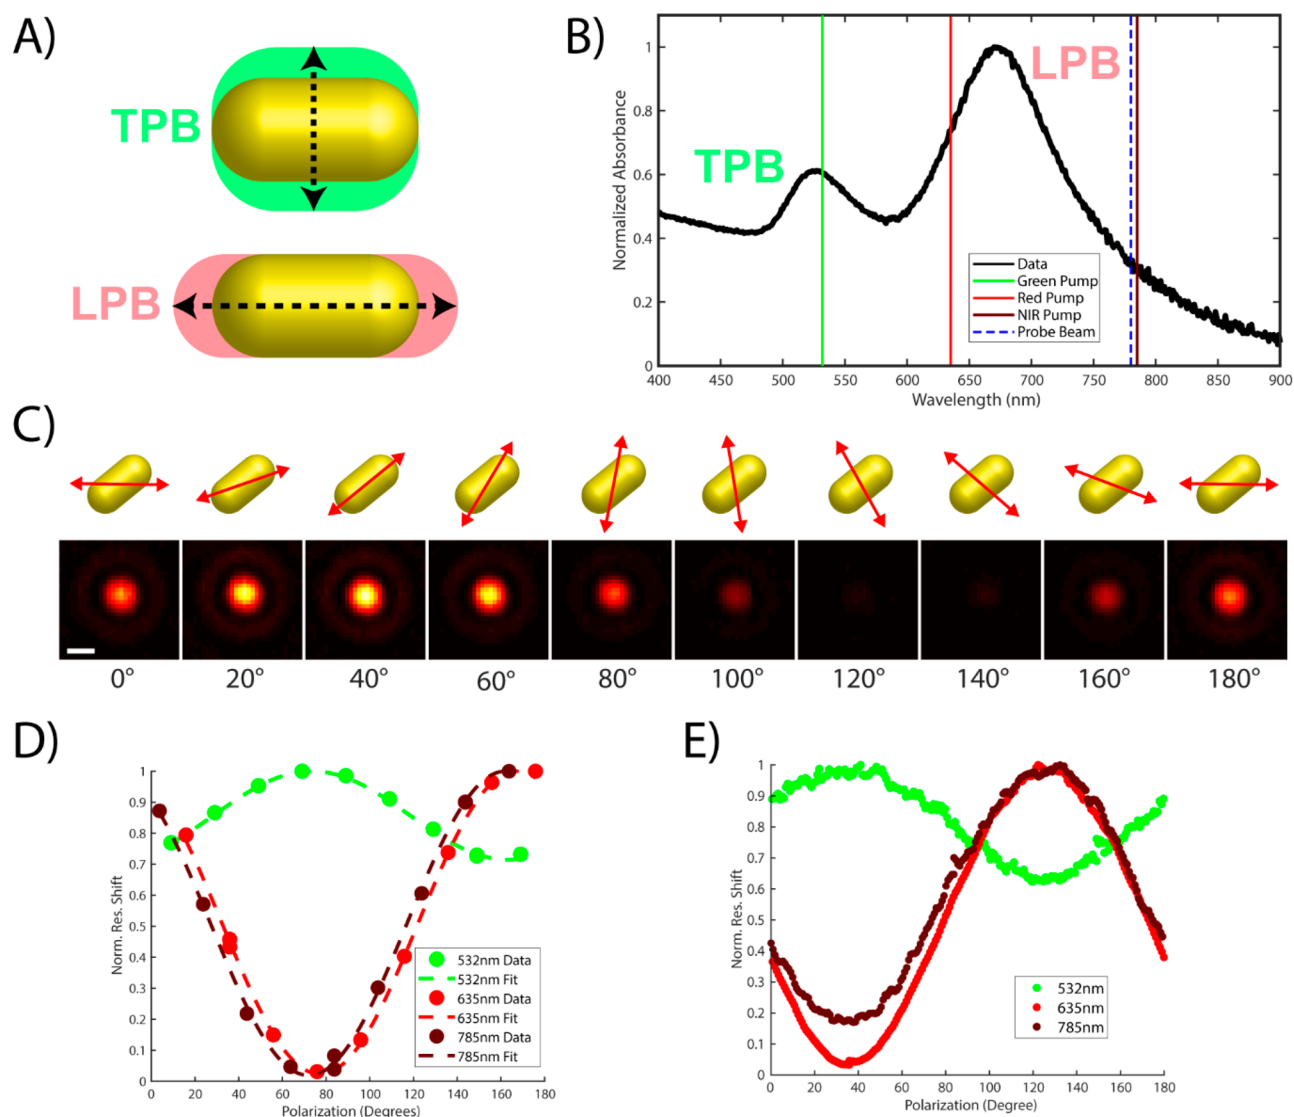 A)
TPB
LPB
B)
Normalized Absorbance
1
0.8
0.6
0.4
0.2
0
TPB
LPB
Data
Green Pump
Red Pump
NIR Pump
Probe Beam
400 450 500 550 600 650 700 750 800 850 900
Wavelength (nm)
C)
0° 20° 40° 60° 80° 100° 120° 140° 160° 180°
D)
Norm. Res. Shift
1
0.9
0.8
0.7
0.6
0.5
0.4
0.3
0.2
0.1
0
532nm Data
532nm Fit
635nm Data
635nm Fit
785nm Data
785nm Fit
0 20 40 60 80 100 120 140 160 180
Polarization (Degrees)
E)
Norm. Res. Shift
1
0.9
0.8
0.7
0.6
0.5
0.4
0.3
0.2
0.1
0
532nm
635nm
785nm
0 20 40 60 80 100 120 140 160 180
Polarization (Degree)